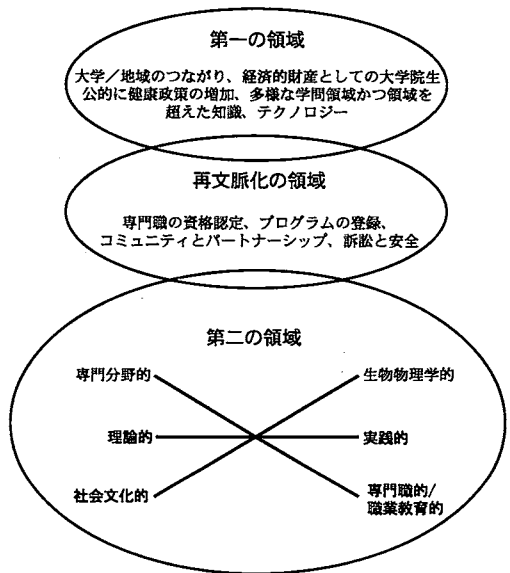 第一の領域
大学／地域のつながり、経済的財産としての大学院生
公的に健康政策の増加、多様な学問領域かつ領域を
超えた知識、テクノロジー
再文脈化の領域
専門職の資格認定、プログラムの登録、
コミュニティとパートナーシップ、訴訟と安全
第二の領域
専門分野的
生物物理学的
理論的
実践的
社会文化的
専門職的/
職業教育的